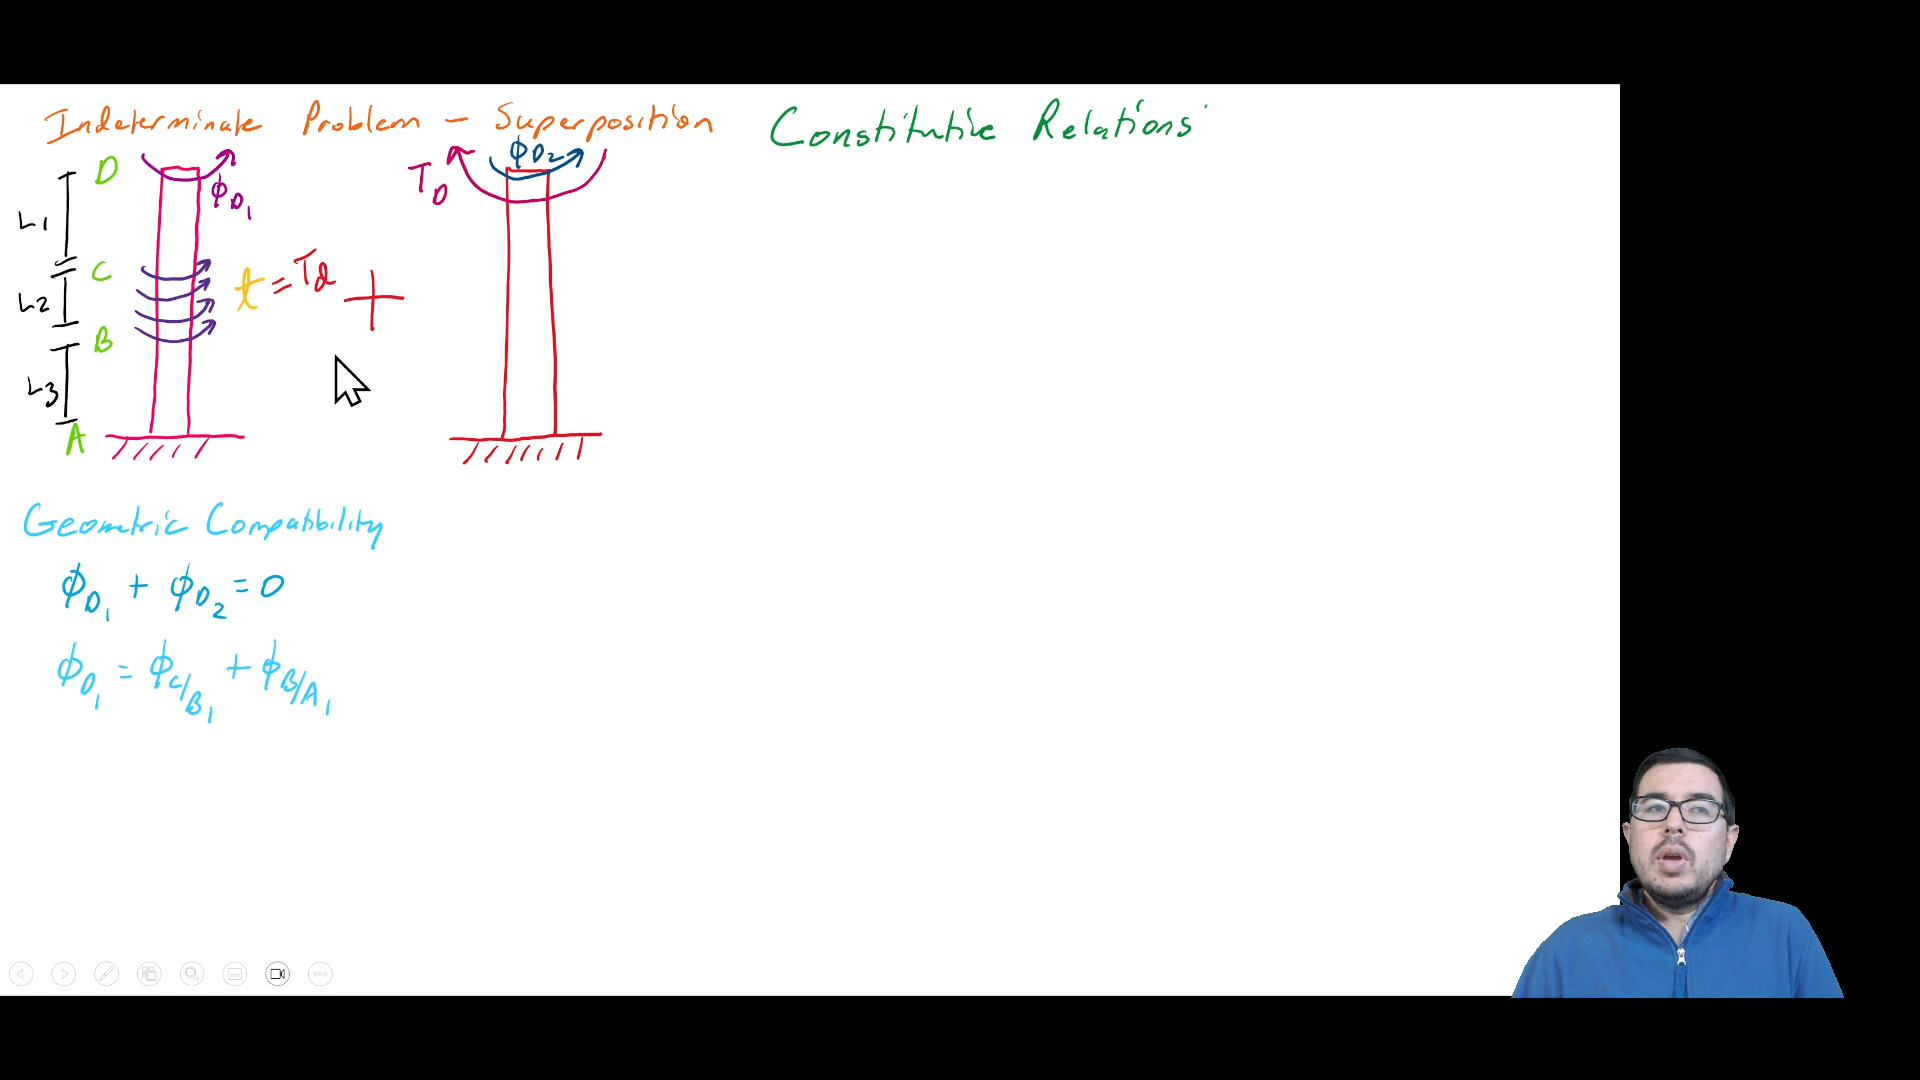 Indeterminate Problem - Superposition
Constitutive Relations
D
ϕD1
TD
ϕD2
L1
C
t = Td
+
L2
B
L3
A
Geometric Compatibility
ϕD1 + ϕD2 = 0
ϕD1 = ϕC/B1 + ϕB/A1